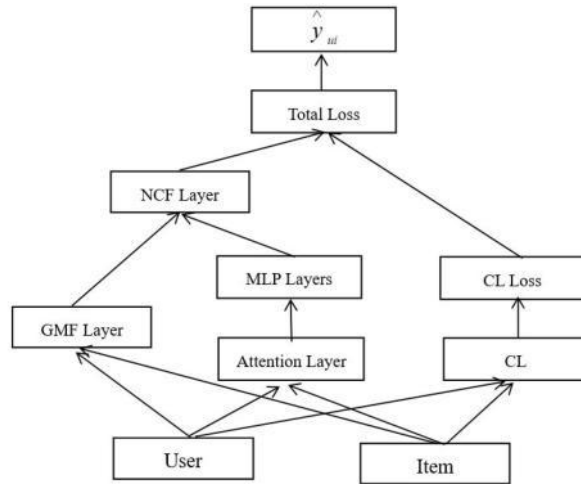 ŷ_ui
Total Loss
NCF Layer
MLP Layers
CL Loss
GMF Layer
Attention Layer
CL
User
Item